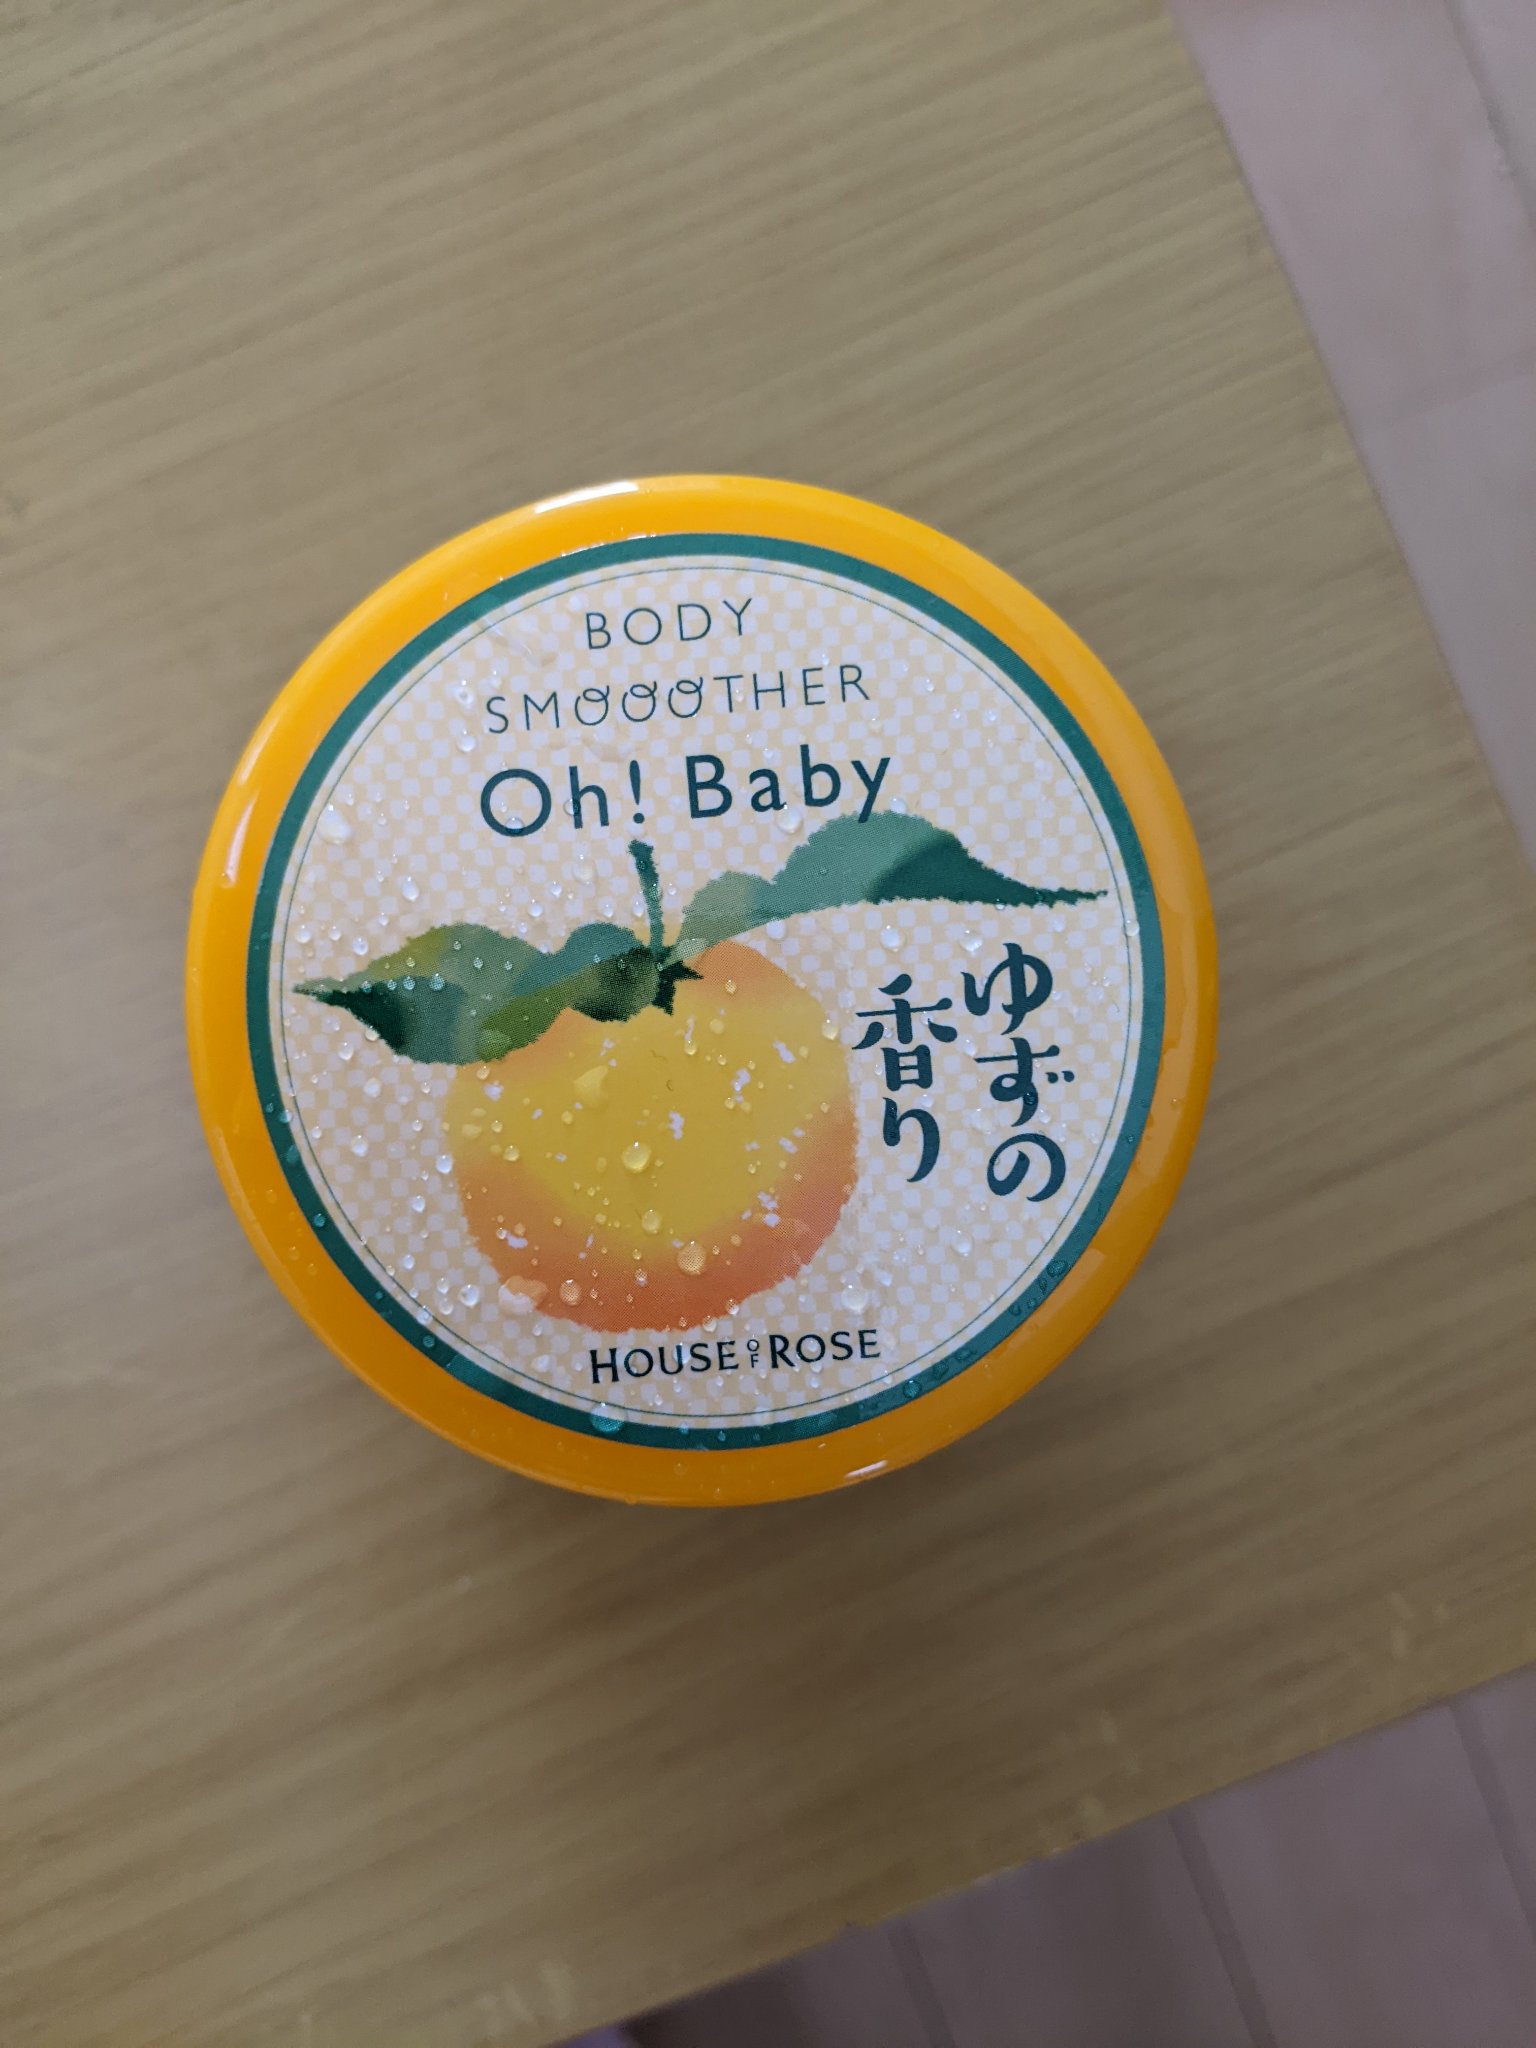 BODY
SMOOOTHER
Oh! Baby
ゆずの
香り
HOUSE OF ROSE